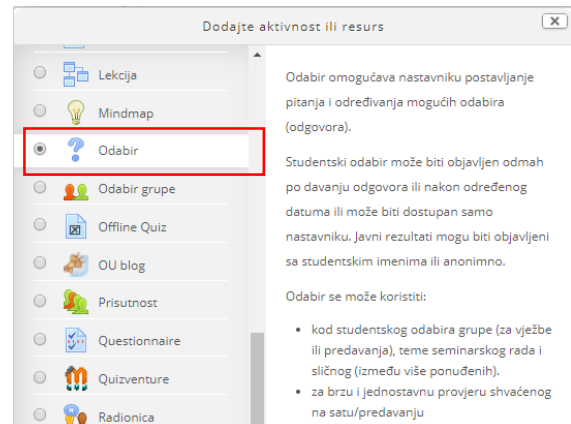 Dodajte aktivnost ili resurs
Lekcija
Mindmap
Odabir
Odabir grupe
Offline Quiz
OU blog
Prisutnost
Questionnaire
Quizventure
Radionica
Odabir omogućava nastavniku postavljanje
pitanja i određivanja mogućih odabira
(odgovora).
Studentski odabir može biti objavljen odmah
po davanju odgovora ili nakon određenog
datuma ili može biti dostupan samo
nastavniku. Javni rezultati mogu biti objavljeni
sa studentskim imenima ili anonimno.
Odabir se može koristiti:
• kod studentskog odabira grupe (za vježbe
ili predavanja), teme seminarskog rada i
sličnog (između više ponuđenih).
• za brzu i jednostavnu provjeru shvaćenog
na satu/predavanju